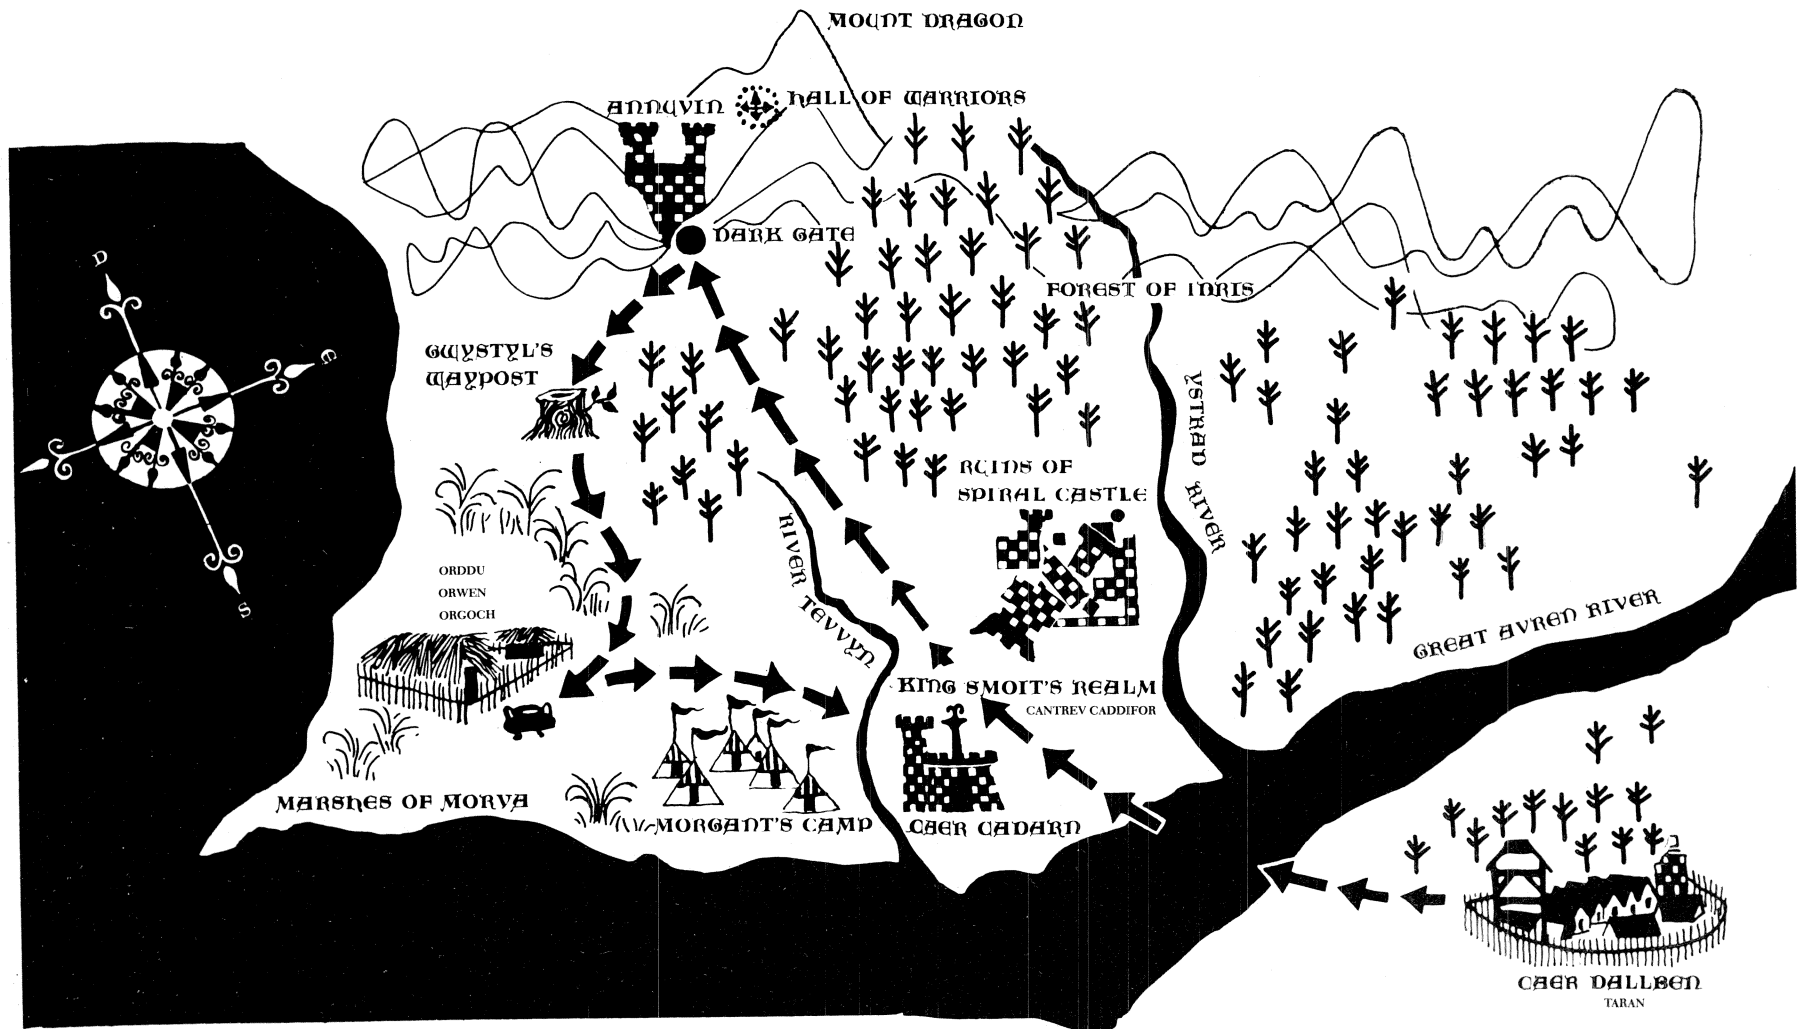 MOUNT DRAGON
ANNUVIN
HALL OF WARRIORS
DARK GATE
FOREST OF IDRIS
D
E
S
GWYSTYL'S
WAYPOST
YSTRAD RIVER
RUINS OF
SPIRAL CASTLE
RIVER TEVVYN
ORDDU
ORWEN
ORGOCH
GREAT AVREN RIVER
KING SMOIT'S REALM
CANTREV CADDIFOR
MARSHES OF MORVA
MORGANT'S CAMP
CAER CADARN
CAER DALLBEN
TARAN